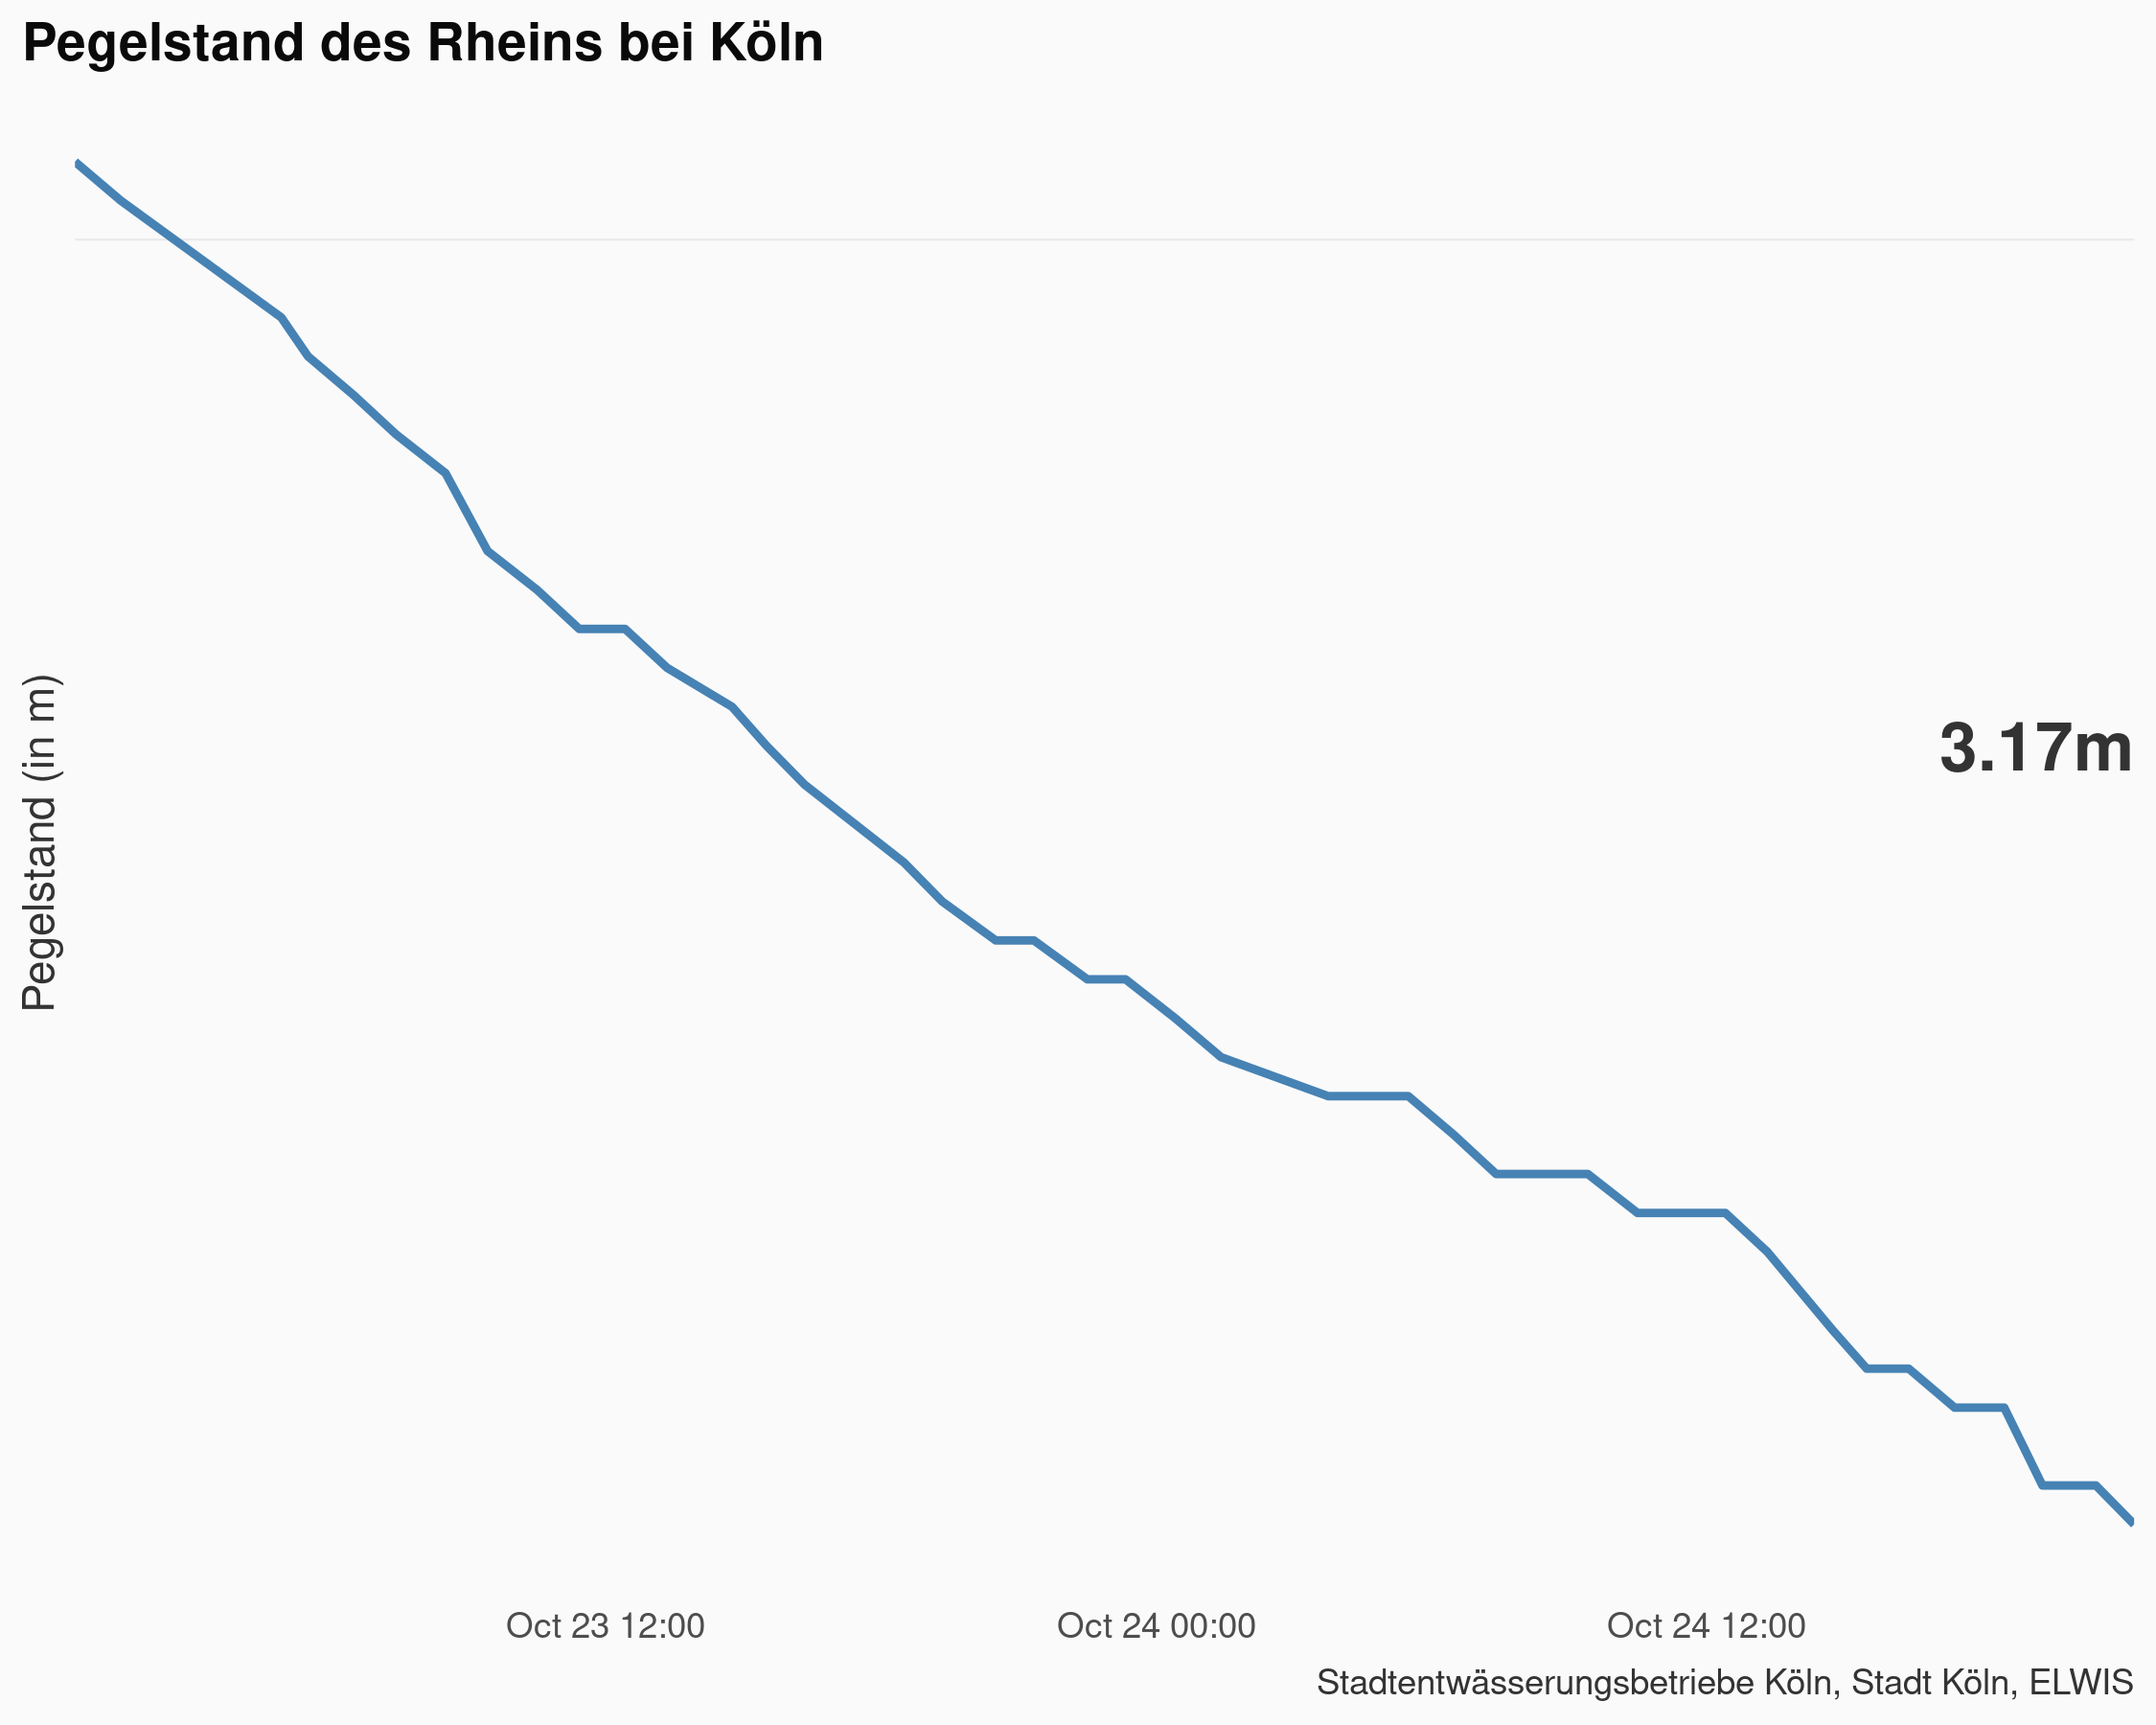 Pegelstand des Rheins bei Köln
Pegelstand (in m)
3.17m
Oct 23 12:00
Oct 24 00:00
Oct 24 12:00
Stadtentwässerungsbetriebe Köln, Stadt Köln, ELWIS